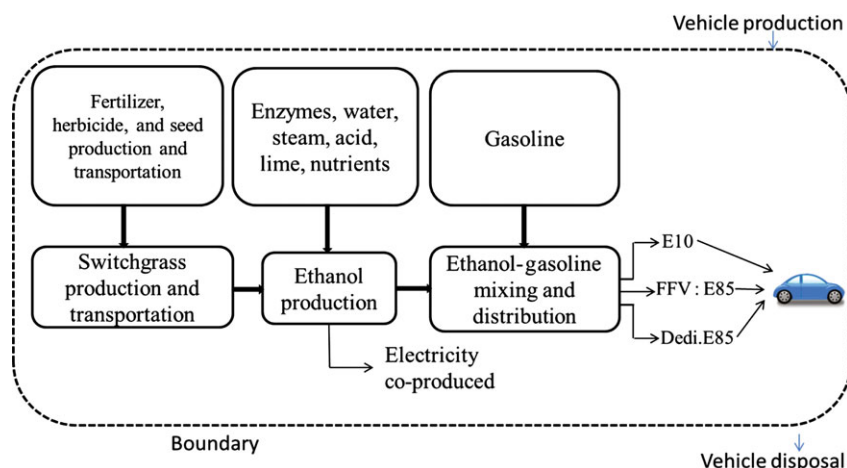 Vehicle production
Fertilizer,
herbicide, and seed
production and
transportation
Enzymes, water,
steam, acid,
lime, nutrients
Gasoline
Switchgrass
production and
transportation
Ethanol
production
Ethanol-gasoline
mixing and
distribution
E10
FFV : E85
Dedi.E85
Electricity
co-produced
Boundary
Vehicle disposal